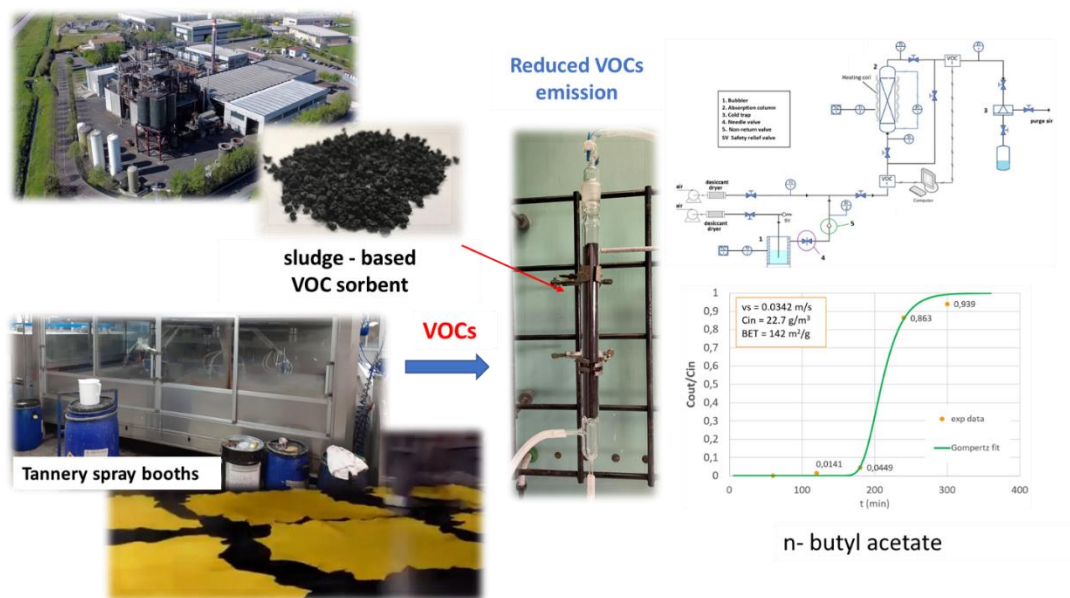 Reduced VOCs
emission
sludge - based
VOC sorbent
VOCs
Tannery spray booths
Heating coil
2
VOC
1. Bubbler
2. Absorption column
3. Cold trap
4. Needle valve
5. Non-return valve
SV Safety relief valve
3
purge air
air
desiccant
dryer
air
desiccant
dryer
VOC
Computer
SV
1
5
4
vs = 0.0342 m/s
Cin = 22.7 g/m³
BET = 142 m²/g
Cout/Cin
1
0,9
0,8
0,7
0,6
0,5
0,4
0,3
0,2
0,1
0
0,939
0,863
0,0141
0,0449
exp data
Gompertz fit
0 100 200 300 400
t (min)
n- butyl acetate